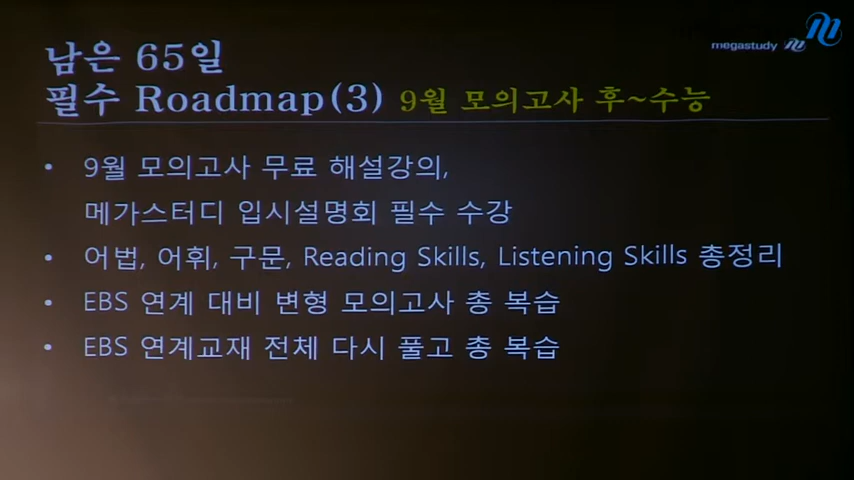 megastudy
남은 65일
필수 Roadmap(3) 9월 모의고사 후~수능
• 9월 모의고사 무료 해설강의,
메가스터디 입시설명회 필수 수강
• 어법, 어휘, 구문, Reading Skills, Listening Skills 총정리
• EBS 연계 대비 변형 모의고사 총 복습
• EBS 연계교재 전체 다시 풀고 총 복습